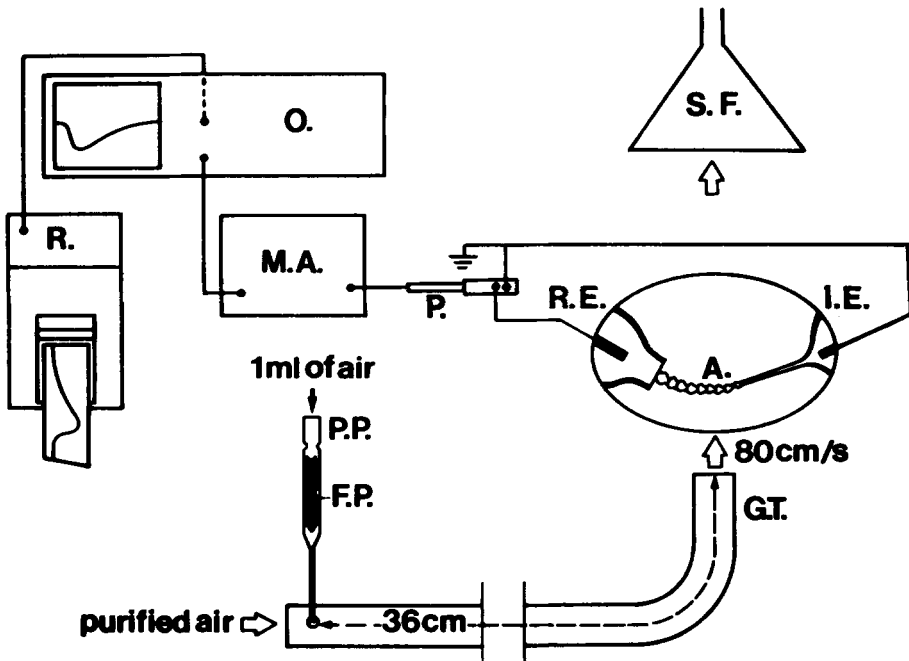 S. F.
O.
R.
M.A.
P.
R.E.
I.E.
A.
1ml of air
P.P.
F.P.
80cm/s
G.T.
purified air
36cm